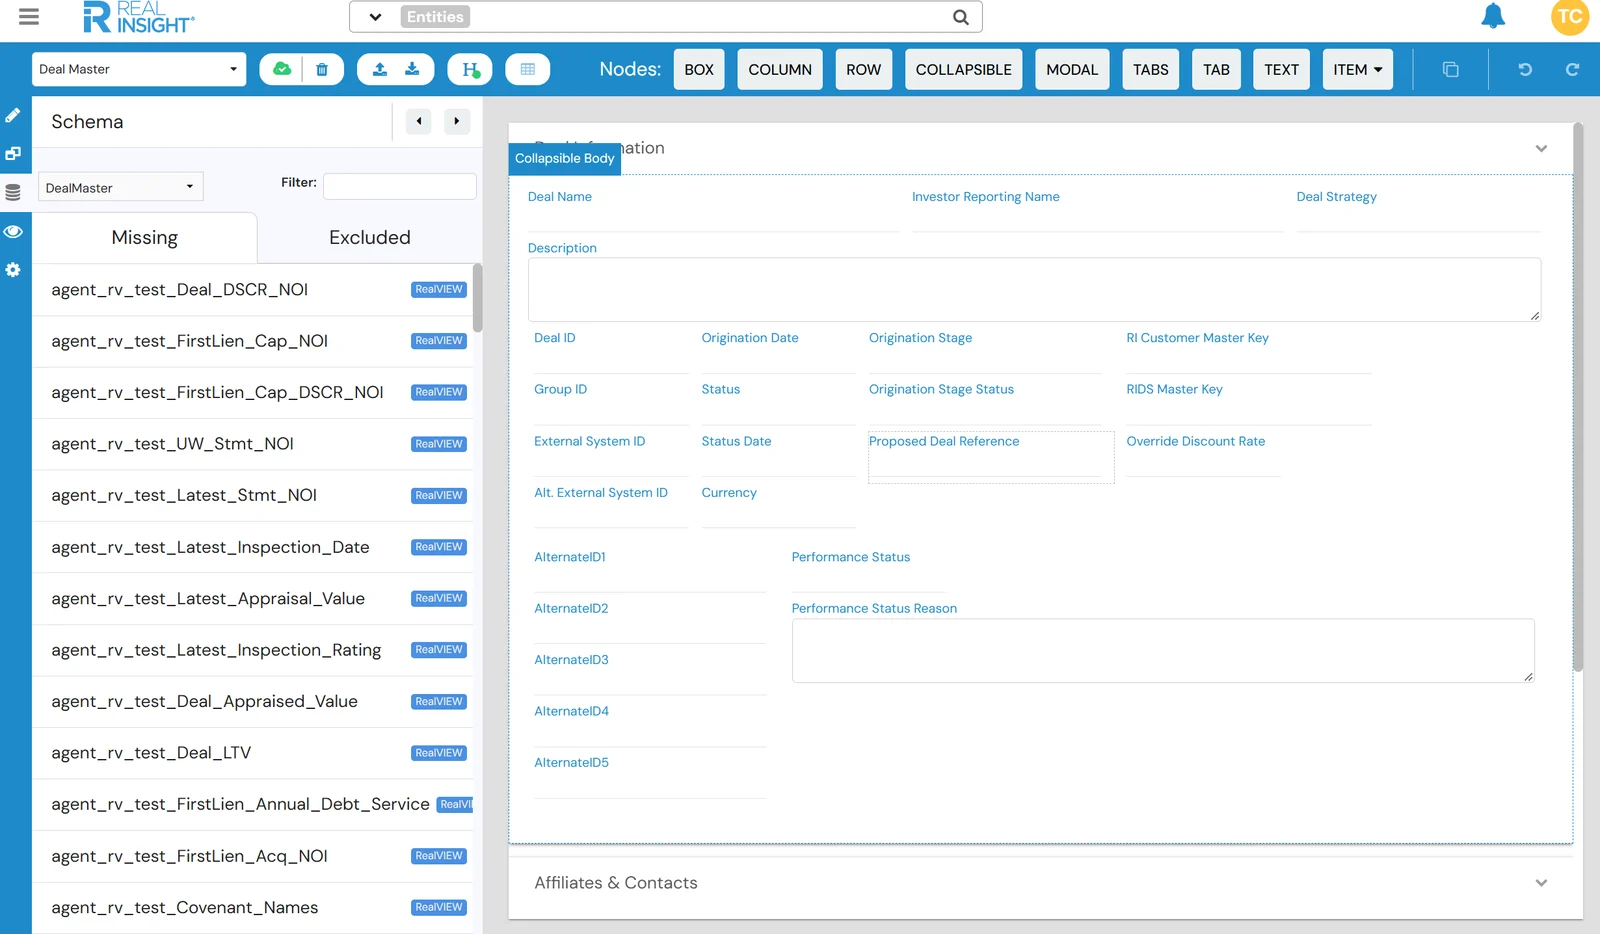 REAL
INSIGHT
Entities
TC
Deal Master
H
Nodes:
BOX
COLUMN
ROW
COLLAPSIBLE
MODAL
TABS
TAB
TEXT
ITEM
Schema
DealMaster
Filter:
Missing
Excluded
agent_rv_test_Deal_DSCR_NOI RealVIEW
agent_rv_test_FirstLien_Cap_NOI RealVIEW
agent_rv_test_FirstLien_Cap_DSCR_NOI RealVIEW
agent_rv_test_UW_Stmt_NOI RealVIEW
agent_rv_test_Latest_Stmt_NOI RealVIEW
agent_rv_test_Latest_Inspection_Date RealVIEW
agent_rv_test_Latest_Appraisal_Value RealVIEW
agent_rv_test_Latest_Inspection_Rating RealVIEW
agent_rv_test_Deal_Appraised_Value RealVIEW
agent_rv_test_Deal_LTV RealVIEW
agent_rv_test_FirstLien_Annual_Debt_Service RealVI
agent_rv_test_FirstLien_Acq_NOI RealVIEW
agent_rv_test_Covenant_Names RealVIEW
Collapsible Body
Deal Name
Investor Reporting Name
Deal Strategy
Description
Deal ID
Origination Date
Origination Stage
RI Customer Master Key
Group ID
Status
Origination Stage Status
RIDS Master Key
External System ID
Status Date
Proposed Deal Reference
Override Discount Rate
Alt. External System ID
Currency
AlternateID1
Performance Status
AlternateID2
Performance Status Reason
AlternateID3
AlternateID4
AlternateID5
Affiliates & Contacts